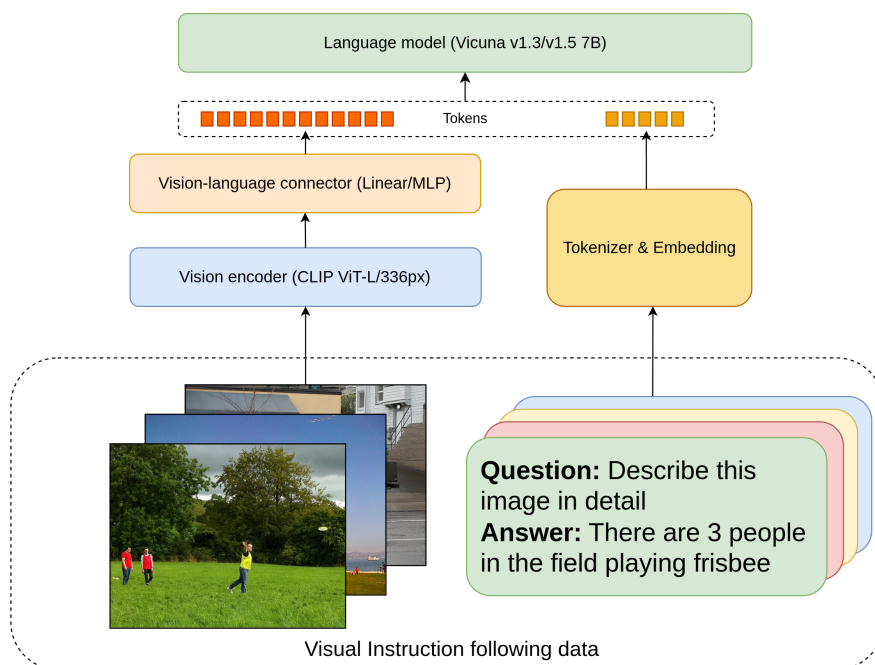 Language model (Vicuna v1.3/v1.5 7B)
Tokens
Vision-language connector (Linear/MLP)
Tokenizer & Embedding
Vision encoder (CLIP ViT-L/336px)
Question: Describe this
image in detail
Answer: There are 3 people
in the field playing frisbee
Visual Instruction following data